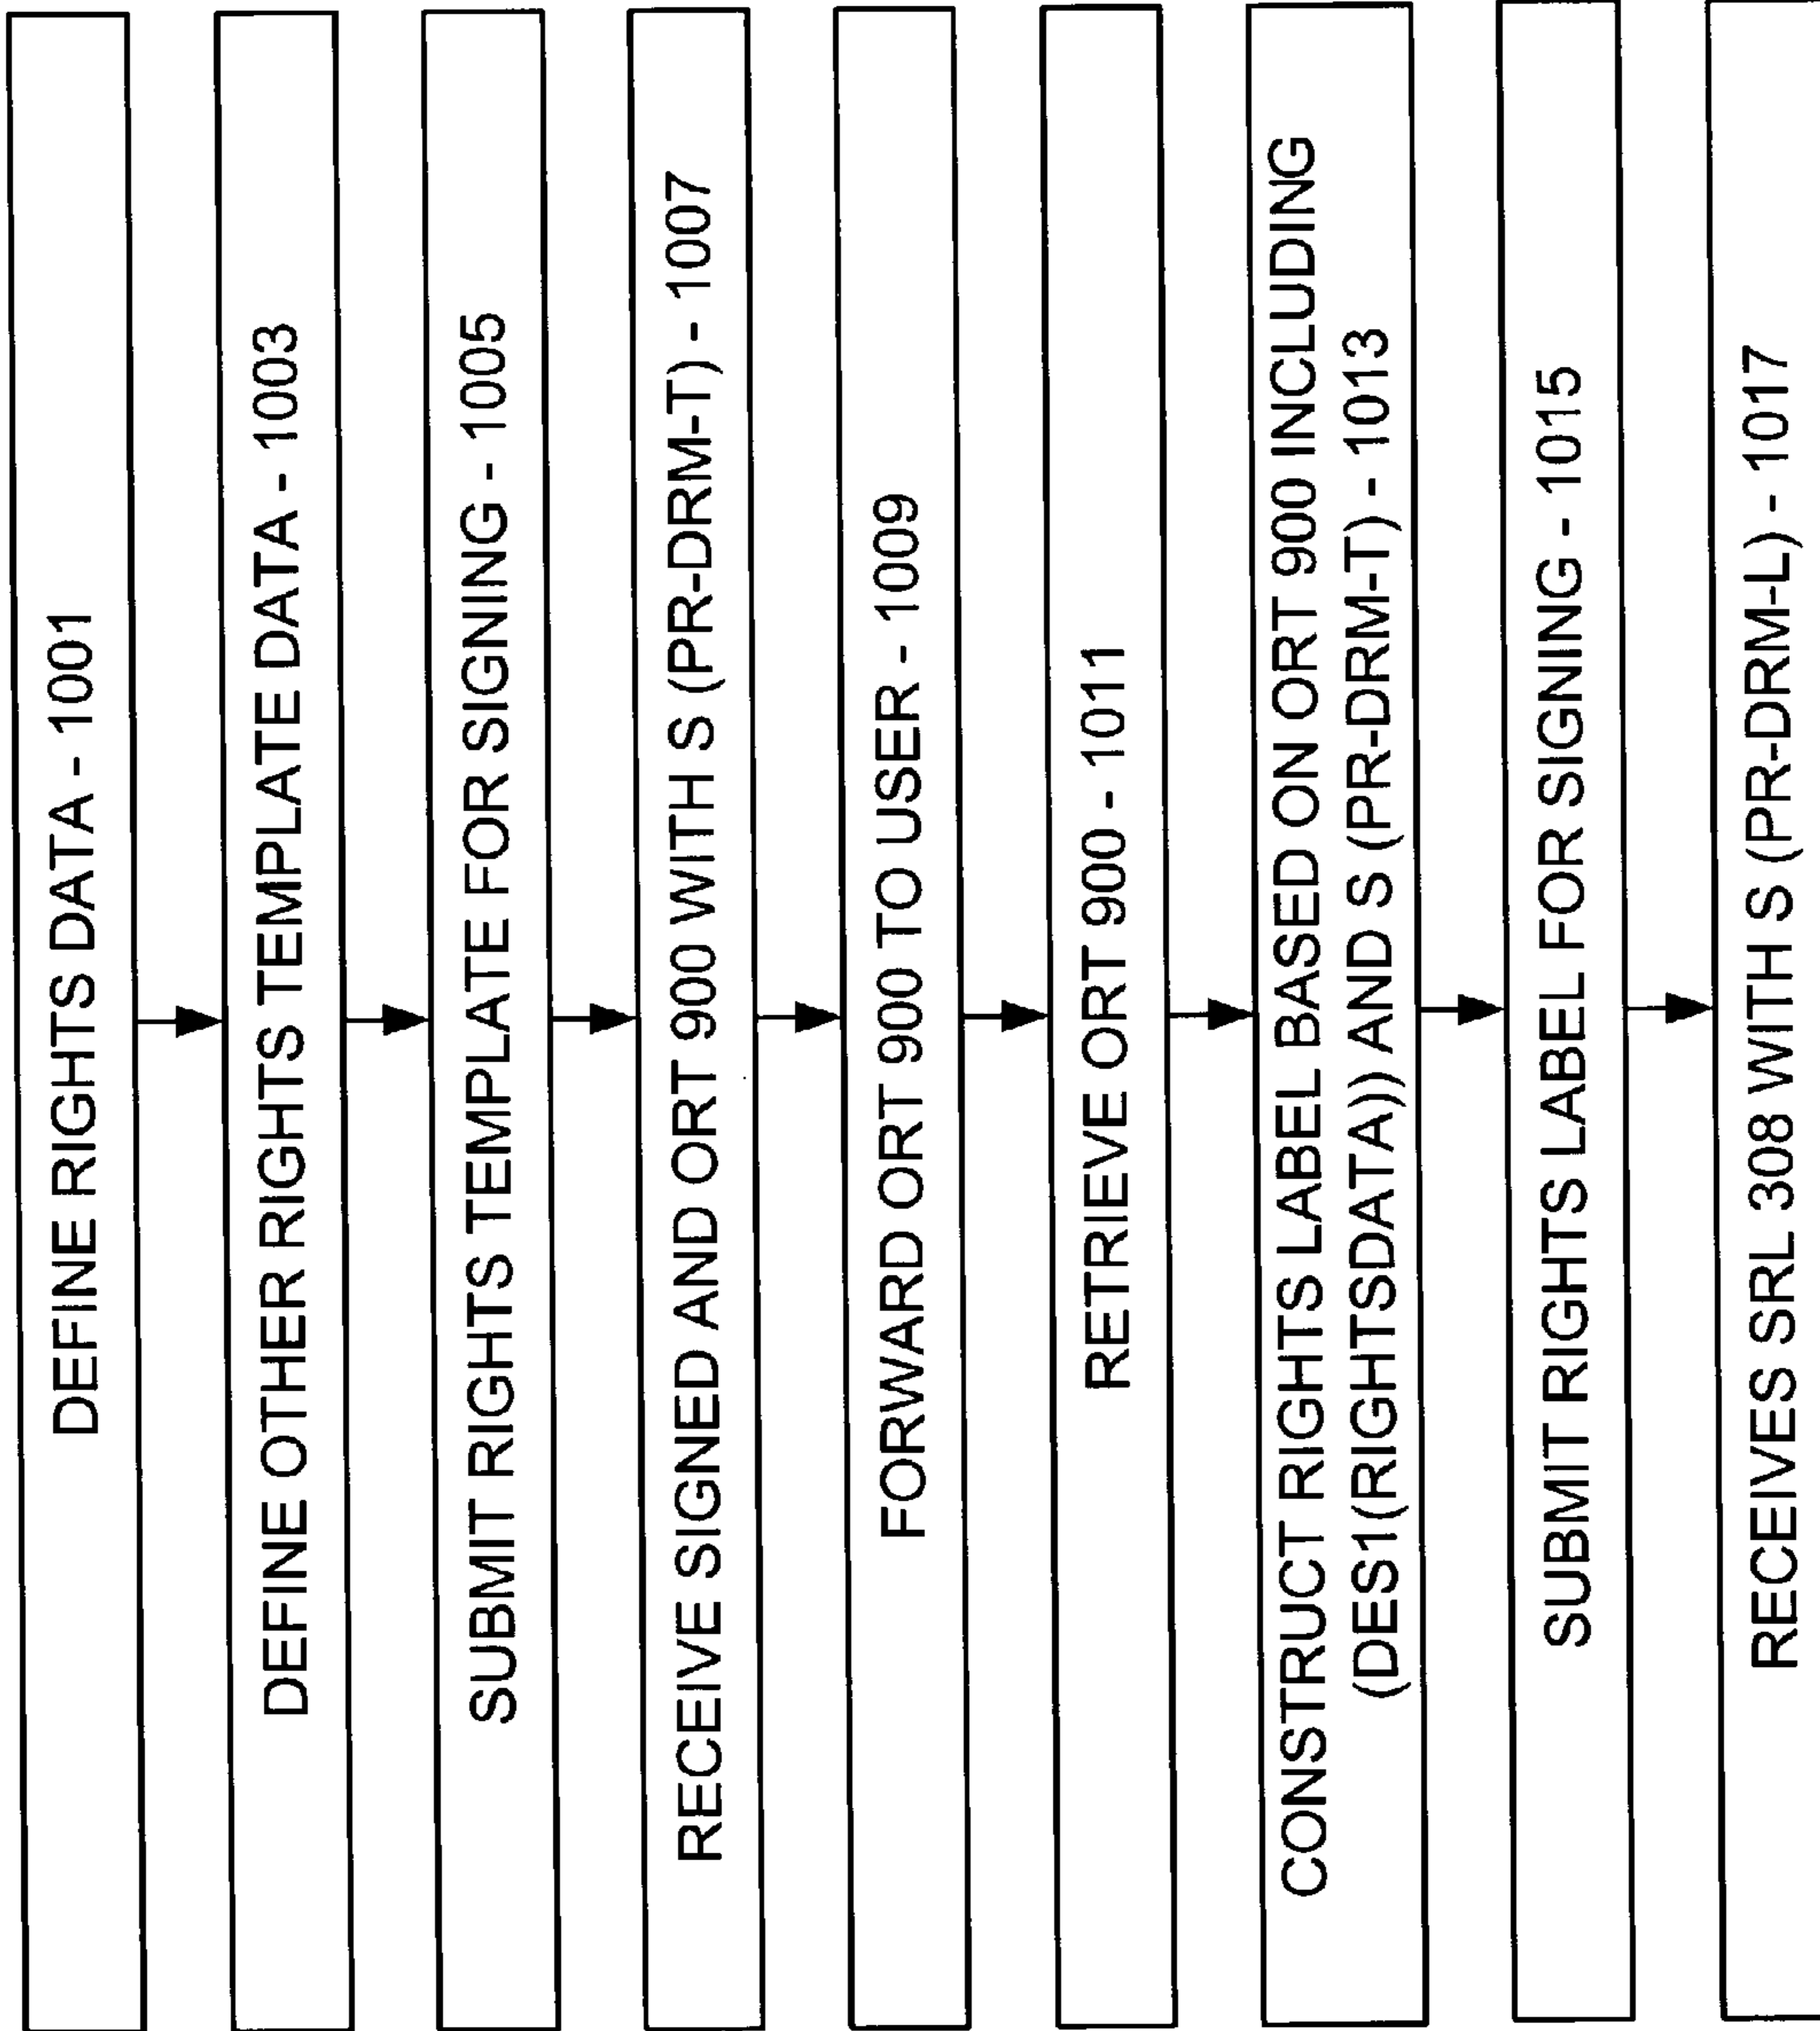 DEFINE RIGHTS DATA - 1001
DEFINE OTHER RIGHTS TEMPLATE DATA - 1003
SUBMIT RIGHTS TEMPLATE FOR SIGNING - 1005
RECEIVE SIGNED AND ORT 900 WITH S (PR-DRM-T) - 1007
FORWARD ORT 900 TO USER - 1009
RETRIEVE ORT 900 - 1011
CONSTRUCT RIGHTS LABEL BASED ON ORT 900 INCLUDING
(DES1(RIGHTSDATA)) AND S (PR-DRM-T) - 1013
SUBMIT RIGHTS LABEL FOR SIGNING - 1015
RECEIVES SRL 308 WITH S (PR-DRM-L) - 1017